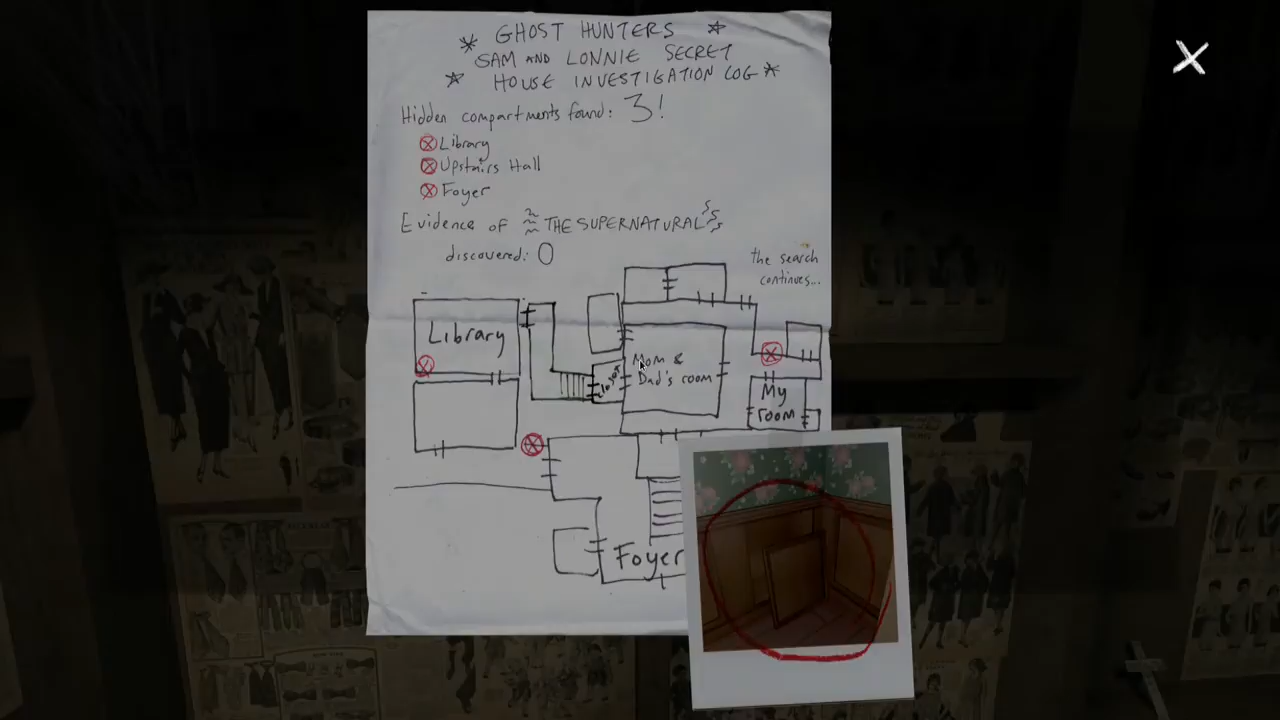 GHOST HUNTERS
SAM AND LONNIE SECRET
HOUSE INVESTIGATION LOG
Hidden compartments found: 3!
Library
Upstairs Hall
Foyer
Evidence of THE SUPERNATURAL
discovered: 0
the search
continues...
Library
Mom &
Dad's room
closet
My
room
Foyer